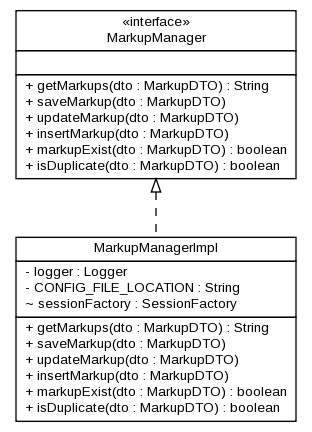 «interface»
MarkupManager
+ getMarkups(dto : MarkupDTO) : String
+ saveMarkup(dto : MarkupDTO)
+ updateMarkup(dto : MarkupDTO)
+ insertMarkup(dto : MarkupDTO)
+ markupExist(dto : MarkupDTO) : boolean
+ isDuplicate(dto : MarkupDTO) : boolean
MarkupManagerImpl
- logger : Logger
- CONFIG_FILE_LOCATION : String
~ sessionFactory : SessionFactory
+ getMarkups(dto : MarkupDTO) : String
+ saveMarkup(dto : MarkupDTO)
+ updateMarkup(dto : MarkupDTO)
+ insertMarkup(dto : MarkupDTO)
+ markupExist(dto : MarkupDTO) : boolean
+ isDuplicate(dto : MarkupDTO) : boolean